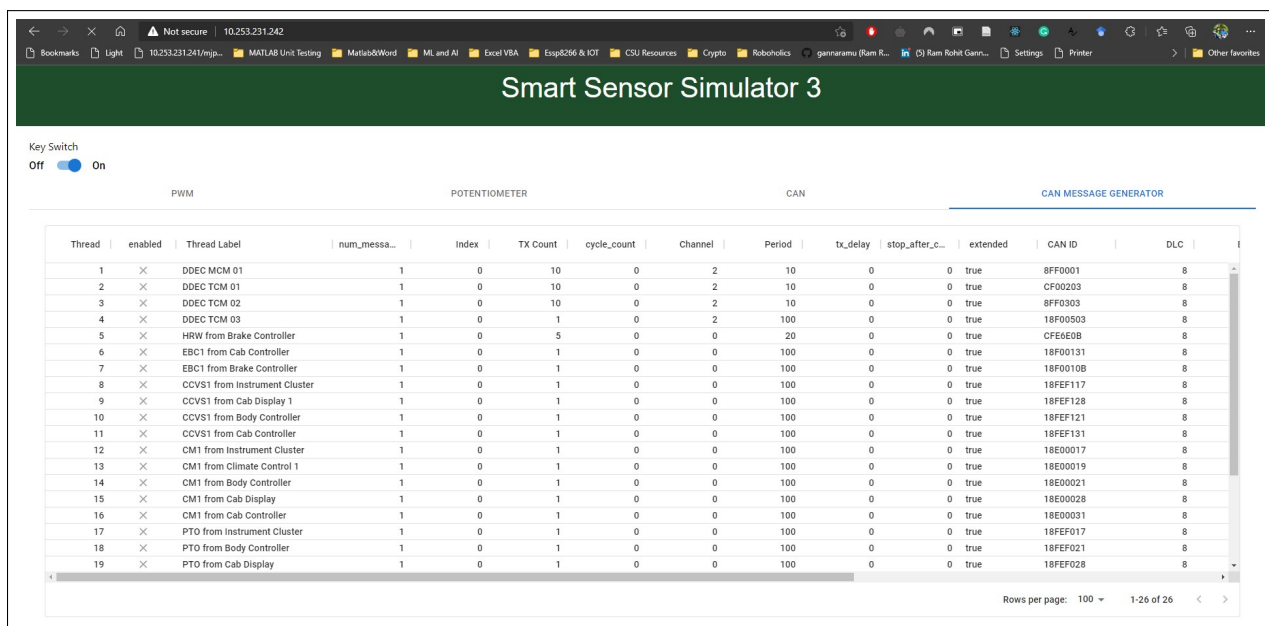 Not secure | 10.253.231.242
Bookmarks Light 10.253.231.241/mjp... MATLAB Unit Testing Matlab&Word ML and AI Excel VBA Essp8266 & IOT CSU Resources Crypto Roboholics gannaramu (Ram R... (5) Ram Rohit Gann... Settings Printer Other favorites
Smart Sensor Simulator 3
Key Switch
Off On
PWM POTENTIOMETER CAN CAN MESSAGE GENERATOR
Thread enabled Thread Label num_messa... Index TX Count cycle_count Channel Period tx_delay stop_after_c... extended CAN ID DLC
1 DDEC MCM 01 1 0 10 0 2 10 0 0 true 8FF0001 8
2 DDEC TCM 01 1 0 10 0 2 10 0 0 true CF00203 8
3 DDEC TCM 02 1 0 10 0 2 10 0 0 true 8FF0303 8
4 DDEC TCM 03 1 0 1 0 2 100 0 0 true 18F00503 8
5 HRW from Brake Controller 1 0 5 0 0 20 0 0 true CFE6E0B 8
6 EBC1 from Cab Controller 1 0 1 0 0 100 0 0 true 18F00131 8
7 EBC1 from Brake Controller 1 0 1 0 0 100 0 0 true 18F0010B 8
8 CCVS1 from Instrument Cluster 1 0 1 0 0 100 0 0 true 18FEF117 8
9 CCVS1 from Cab Display 1 1 0 1 0 0 100 0 0 true 18FEF128 8
10 CCVS1 from Body Controller 1 0 1 0 0 100 0 0 true 18FEF121 8
11 CCVS1 from Cab Controller 1 0 1 0 0 100 0 0 true 18FEF131 8
12 CM1 from Instrument Cluster 1 0 1 0 0 100 0 0 true 18E00017 8
13 CM1 from Climate Control 1 1 0 1 0 0 100 0 0 true 18E00019 8
14 CM1 from Body Controller 1 0 1 0 0 100 0 0 true 18E00021 8
15 CM1 from Cab Display 1 0 1 0 0 100 0 0 true 18E00028 8
16 CM1 from Cab Controller 1 0 1 0 0 100 0 0 true 18E00031 8
17 PTO from Instrument Cluster 1 0 1 0 0 100 0 0 true 18FEF017 8
18 PTO from Body Controller 1 0 1 0 0 100 0 0 true 18FEF021 8
19 PTO from Cab Display 1 0 1 0 0 100 0 0 true 18FEF028 8
Rows per page: 100 1-26 of 26